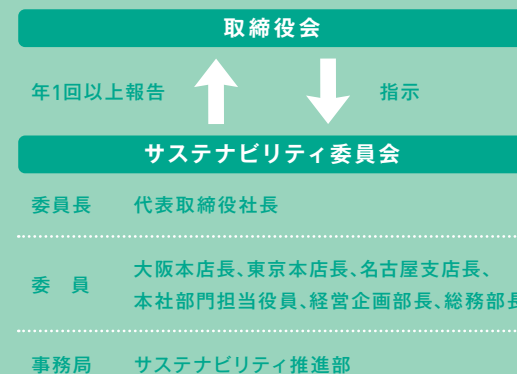 取締役会
年1回以上報告 指示
サステナビリティ委員会
委員長 代表取締役社長
委 員 大阪本店長、東京本店長、名古屋支店長、
本社部門担当役員、経営企画部長、総務部長
事務局 サステナビリティ推進部